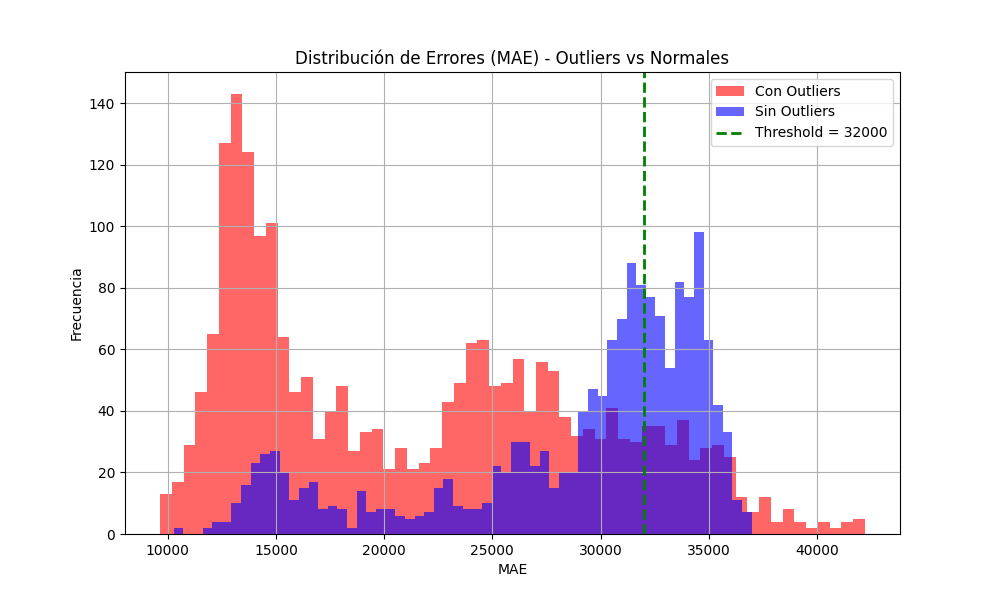 Distribución de Errores (MAE) - Outliers vs Normales
Con Outliers
Sin Outliers
Threshold = 32000
Frecuencia
140
120
100
80
60
40
20
0
10000 15000 20000 25000 30000 35000 40000
MAE